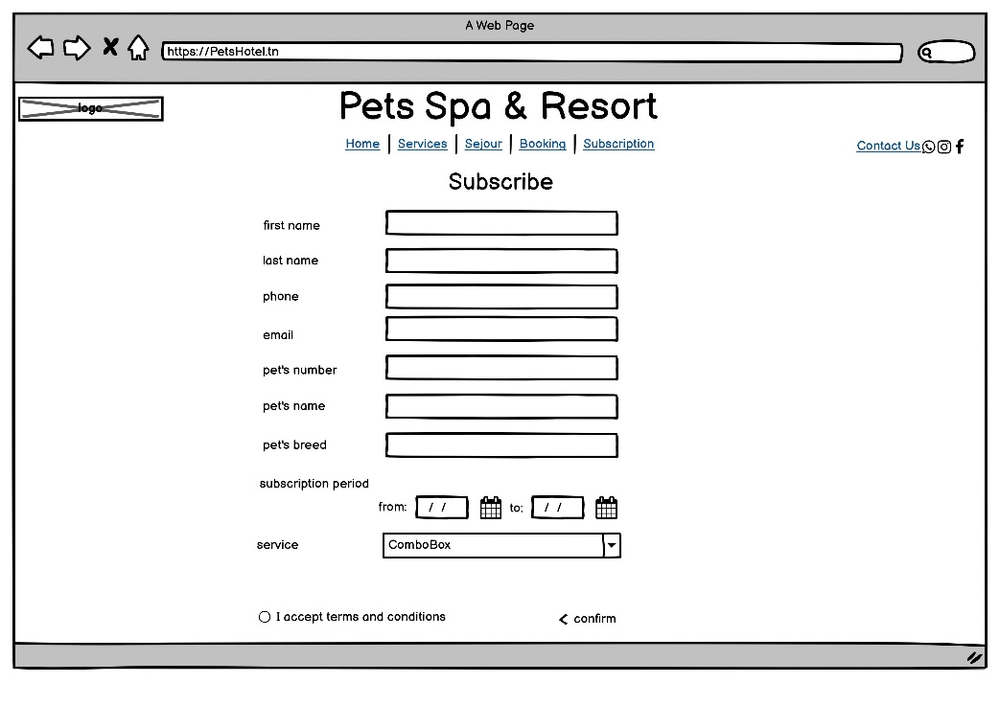 A Web Page
https://PetsHotel.tn
logo
Pets Spa & Resort
Home Services Sejour Booking Subscription
Contact Us
Subscribe
first name
last name
phone
email
pet's number
pet's name
pet's breed
subscription period
from: / / to: / /
service ComboBox
I accept terms and conditions confirm